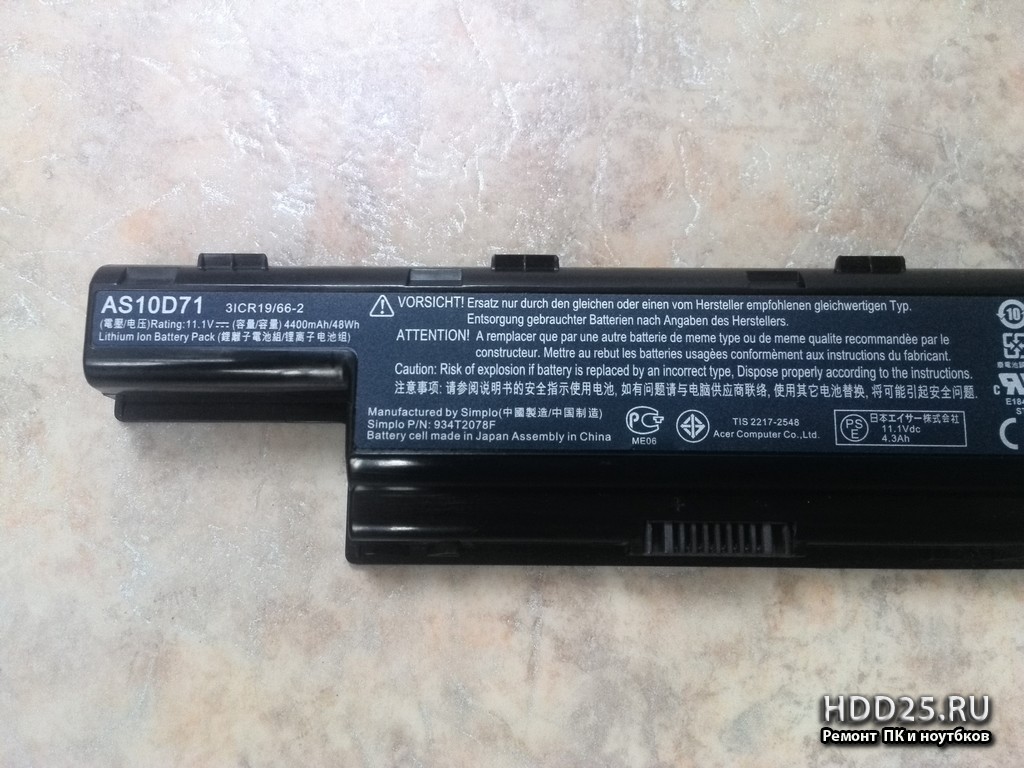 AS10D71 3ICR19/66-2
(電壓/电压)Rating:11.1V (容量/容量) 4400mAh/48Wh
Lithium Ion Battery Pack (鋰離子電池組/锂离子电池组)
VORSICHT! Ersatz nur durch den gleichen oder einen vom Hersteller empfohlenen gleichwertigen Typ.
Entsorgung gebrauchter Batterien nach Angaben des Herstellers.
ATTENTION! A remplacer que par une autre batterie de meme type ou de meme qualite recommandée par le
constructeur. Mettre au rebut les batteries usagées conformément aux instructions du fabricant.
Caution: Risk of explosion if battery is replaced by an incorrect type, Dispose properly according to the instructions.
注意事项: 请参阅说明书的安全指示使用电池, 如有问题请与电脑供应商联络, 使用其它电池替换, 将可能引起安全问题.
Manufactured by Simplo(中國製造/中国制造)
Simplo P/N: 934T2078F
Battery cell made in Japan Assembly in China
ME06
TIS 2217-2548
Acer Computer Co.,Ltd.
PS
E
日本エイサー株式会社
11.1Vdc
4.3Ah
10
E184
HDD25.RU
Ремонт ПК и ноутбков